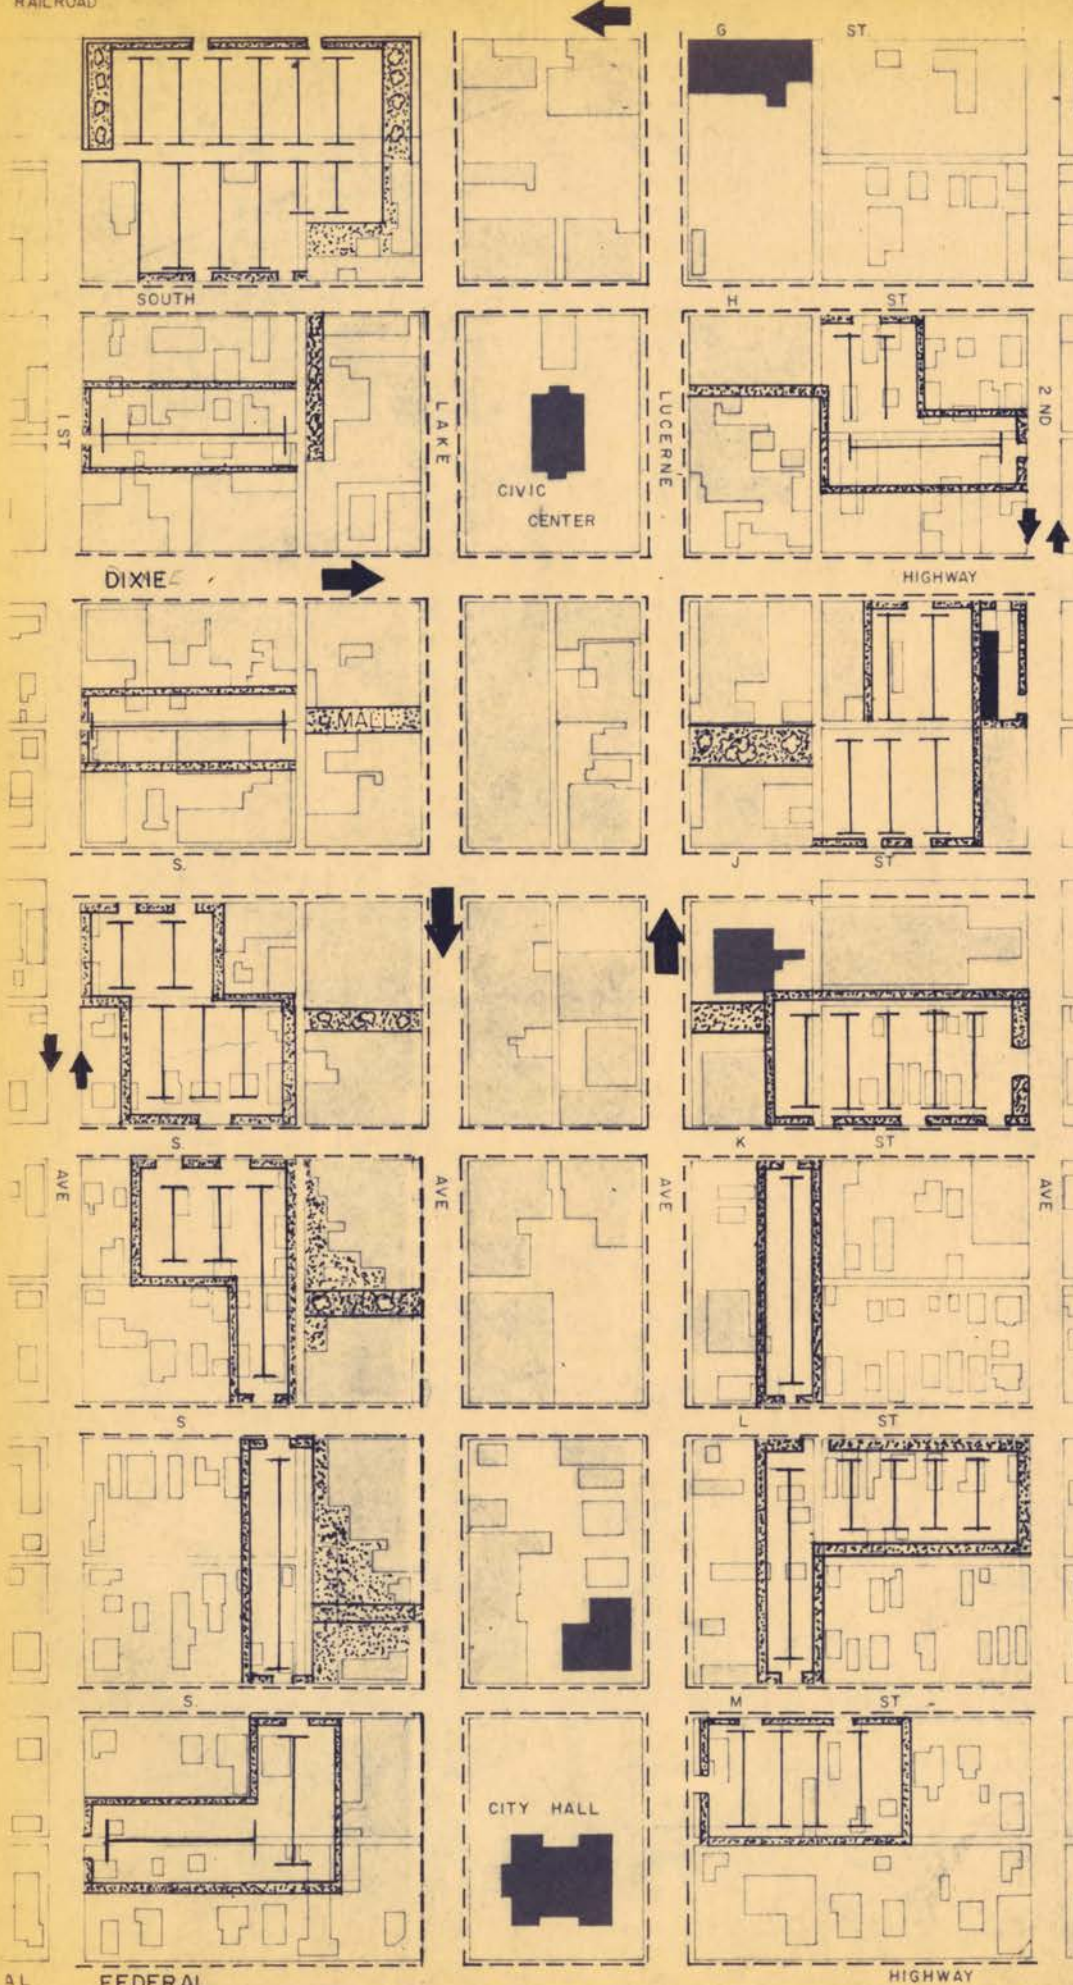 RAILROAD
G ST.
SOUTH H ST
1 ST
LAKE
LUCERNE
2 ND
CIVIC
CENTER
DIXIE HIGHWAY
MALL
S. J ST
S. K ST
AVE
AVE
AVE
AVE
S L ST
S. M ST
CITY HALL
AL FEDERAL HIGHWAY